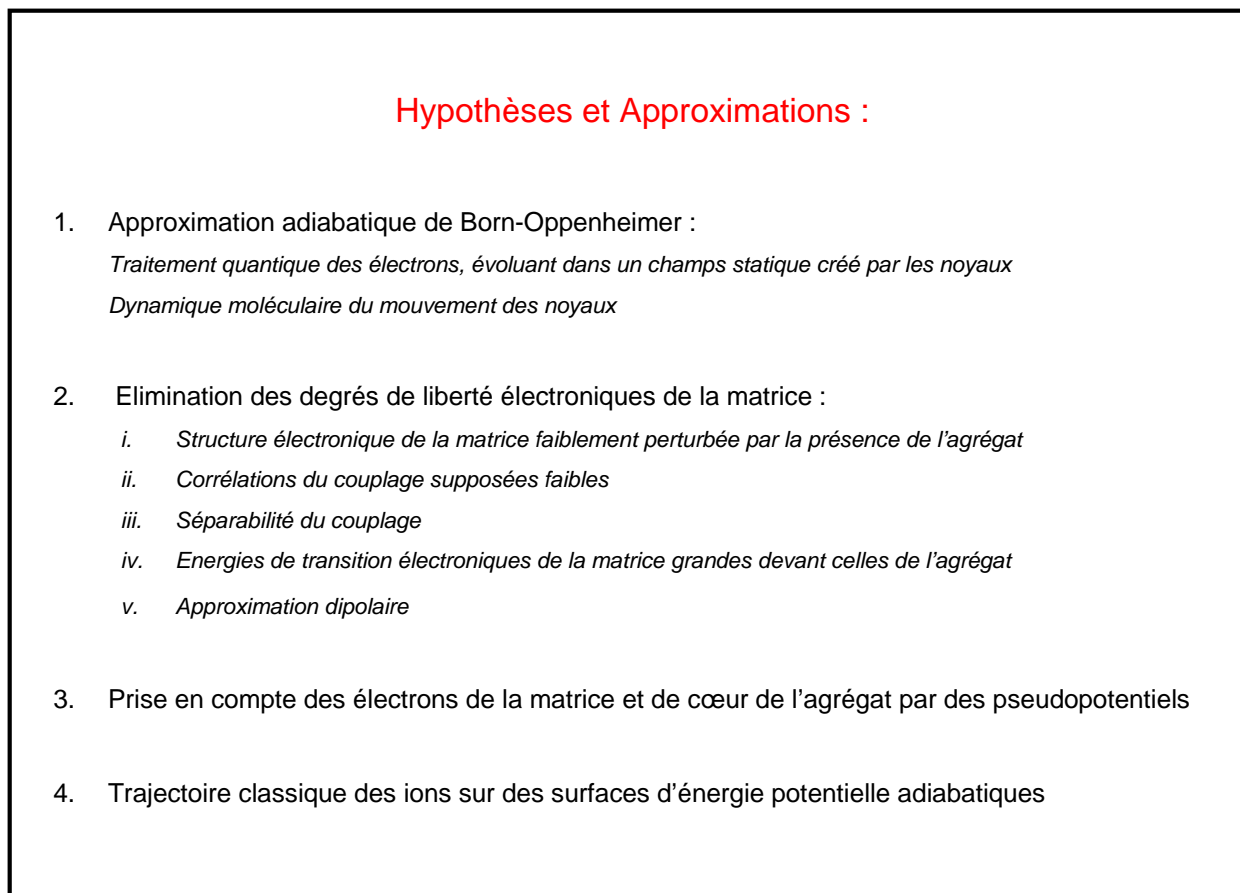 Hypothèses et Approximations :
1. Approximation adiabatique de Born-Oppenheimer :
Traitement quantique des électrons, évoluant dans un champs statique créé par les noyaux
Dynamique moléculaire du mouvement des noyaux
2. Elimination des degrés de liberté électroniques de la matrice :
i. Structure électronique de la matrice faiblement perturbée par la présence de l’agrégat
ii. Corrélations du couplage supposées faibles
iii. Séparabilité du couplage
iv. Energies de transition électroniques de la matrice grandes devant celles de l’agrégat
v. Approximation dipolaire
3. Prise en compte des électrons de la matrice et de cœur de l’agrégat par des pseudopotentiels
4. Trajectoire classique des ions sur des surfaces d’énergie potentielle adiabatiques